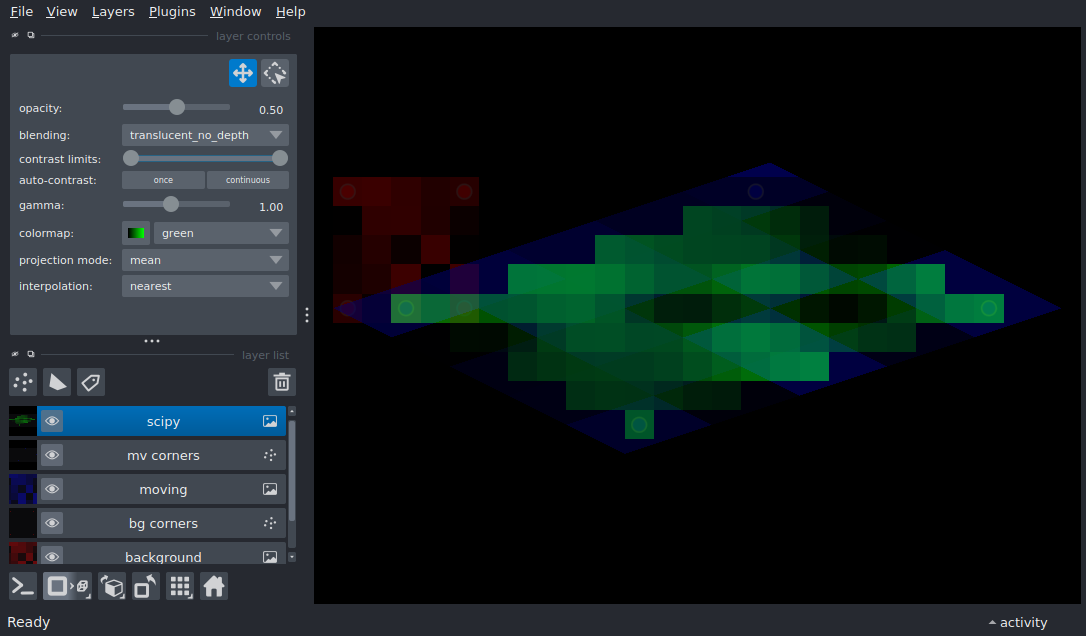 File View Layers Plugins Window Help
layer controls
opacity: 0.50
blending: translucent_no_depth
contrast limits:
auto-contrast: once continuous
gamma: 1.00
colormap: green
projection mode: mean
interpolation: nearest
layer list
scipy
mv corners
moving
bg corners
background
Ready
activity